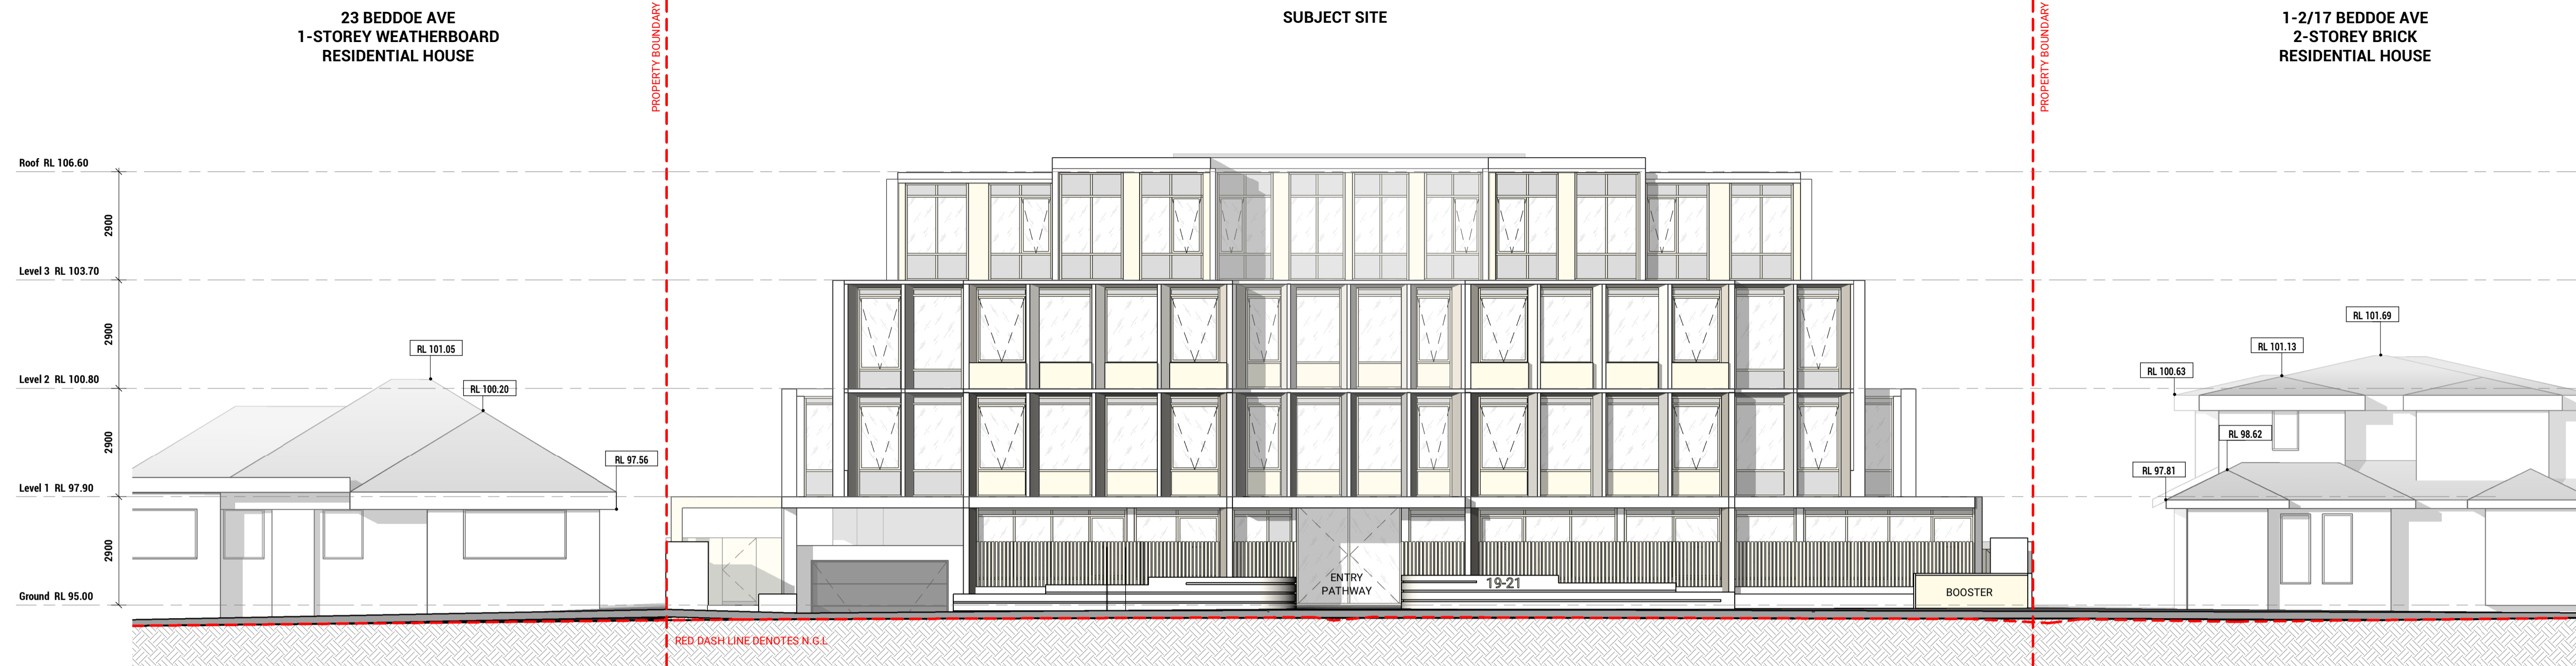 23 BEDDOE AVE
1-STOREY WEATHERBOARD
RESIDENTIAL HOUSE
PROPERTY BOUNDARY
SUBJECT SITE
PROPERTY BOUNDARY
1-2/17 BEDDOE AVE
2-STOREY BRICK
RESIDENTIAL HOUSE
Roof RL 106.60
2900
Level 3 RL 103.70
2900
Level 2 RL 100.80
2900
Level 1 RL 97.90
2900
Ground RL 95.00
RL 101.05
RL 100.20
RL 97.56
ENTRY
PATHWAY
19-21
BOOSTER
RL 101.69
RL 101.13
RL 100.63
RL 98.62
RL 97.81
RED DASH LINE DENOTES N.G.L